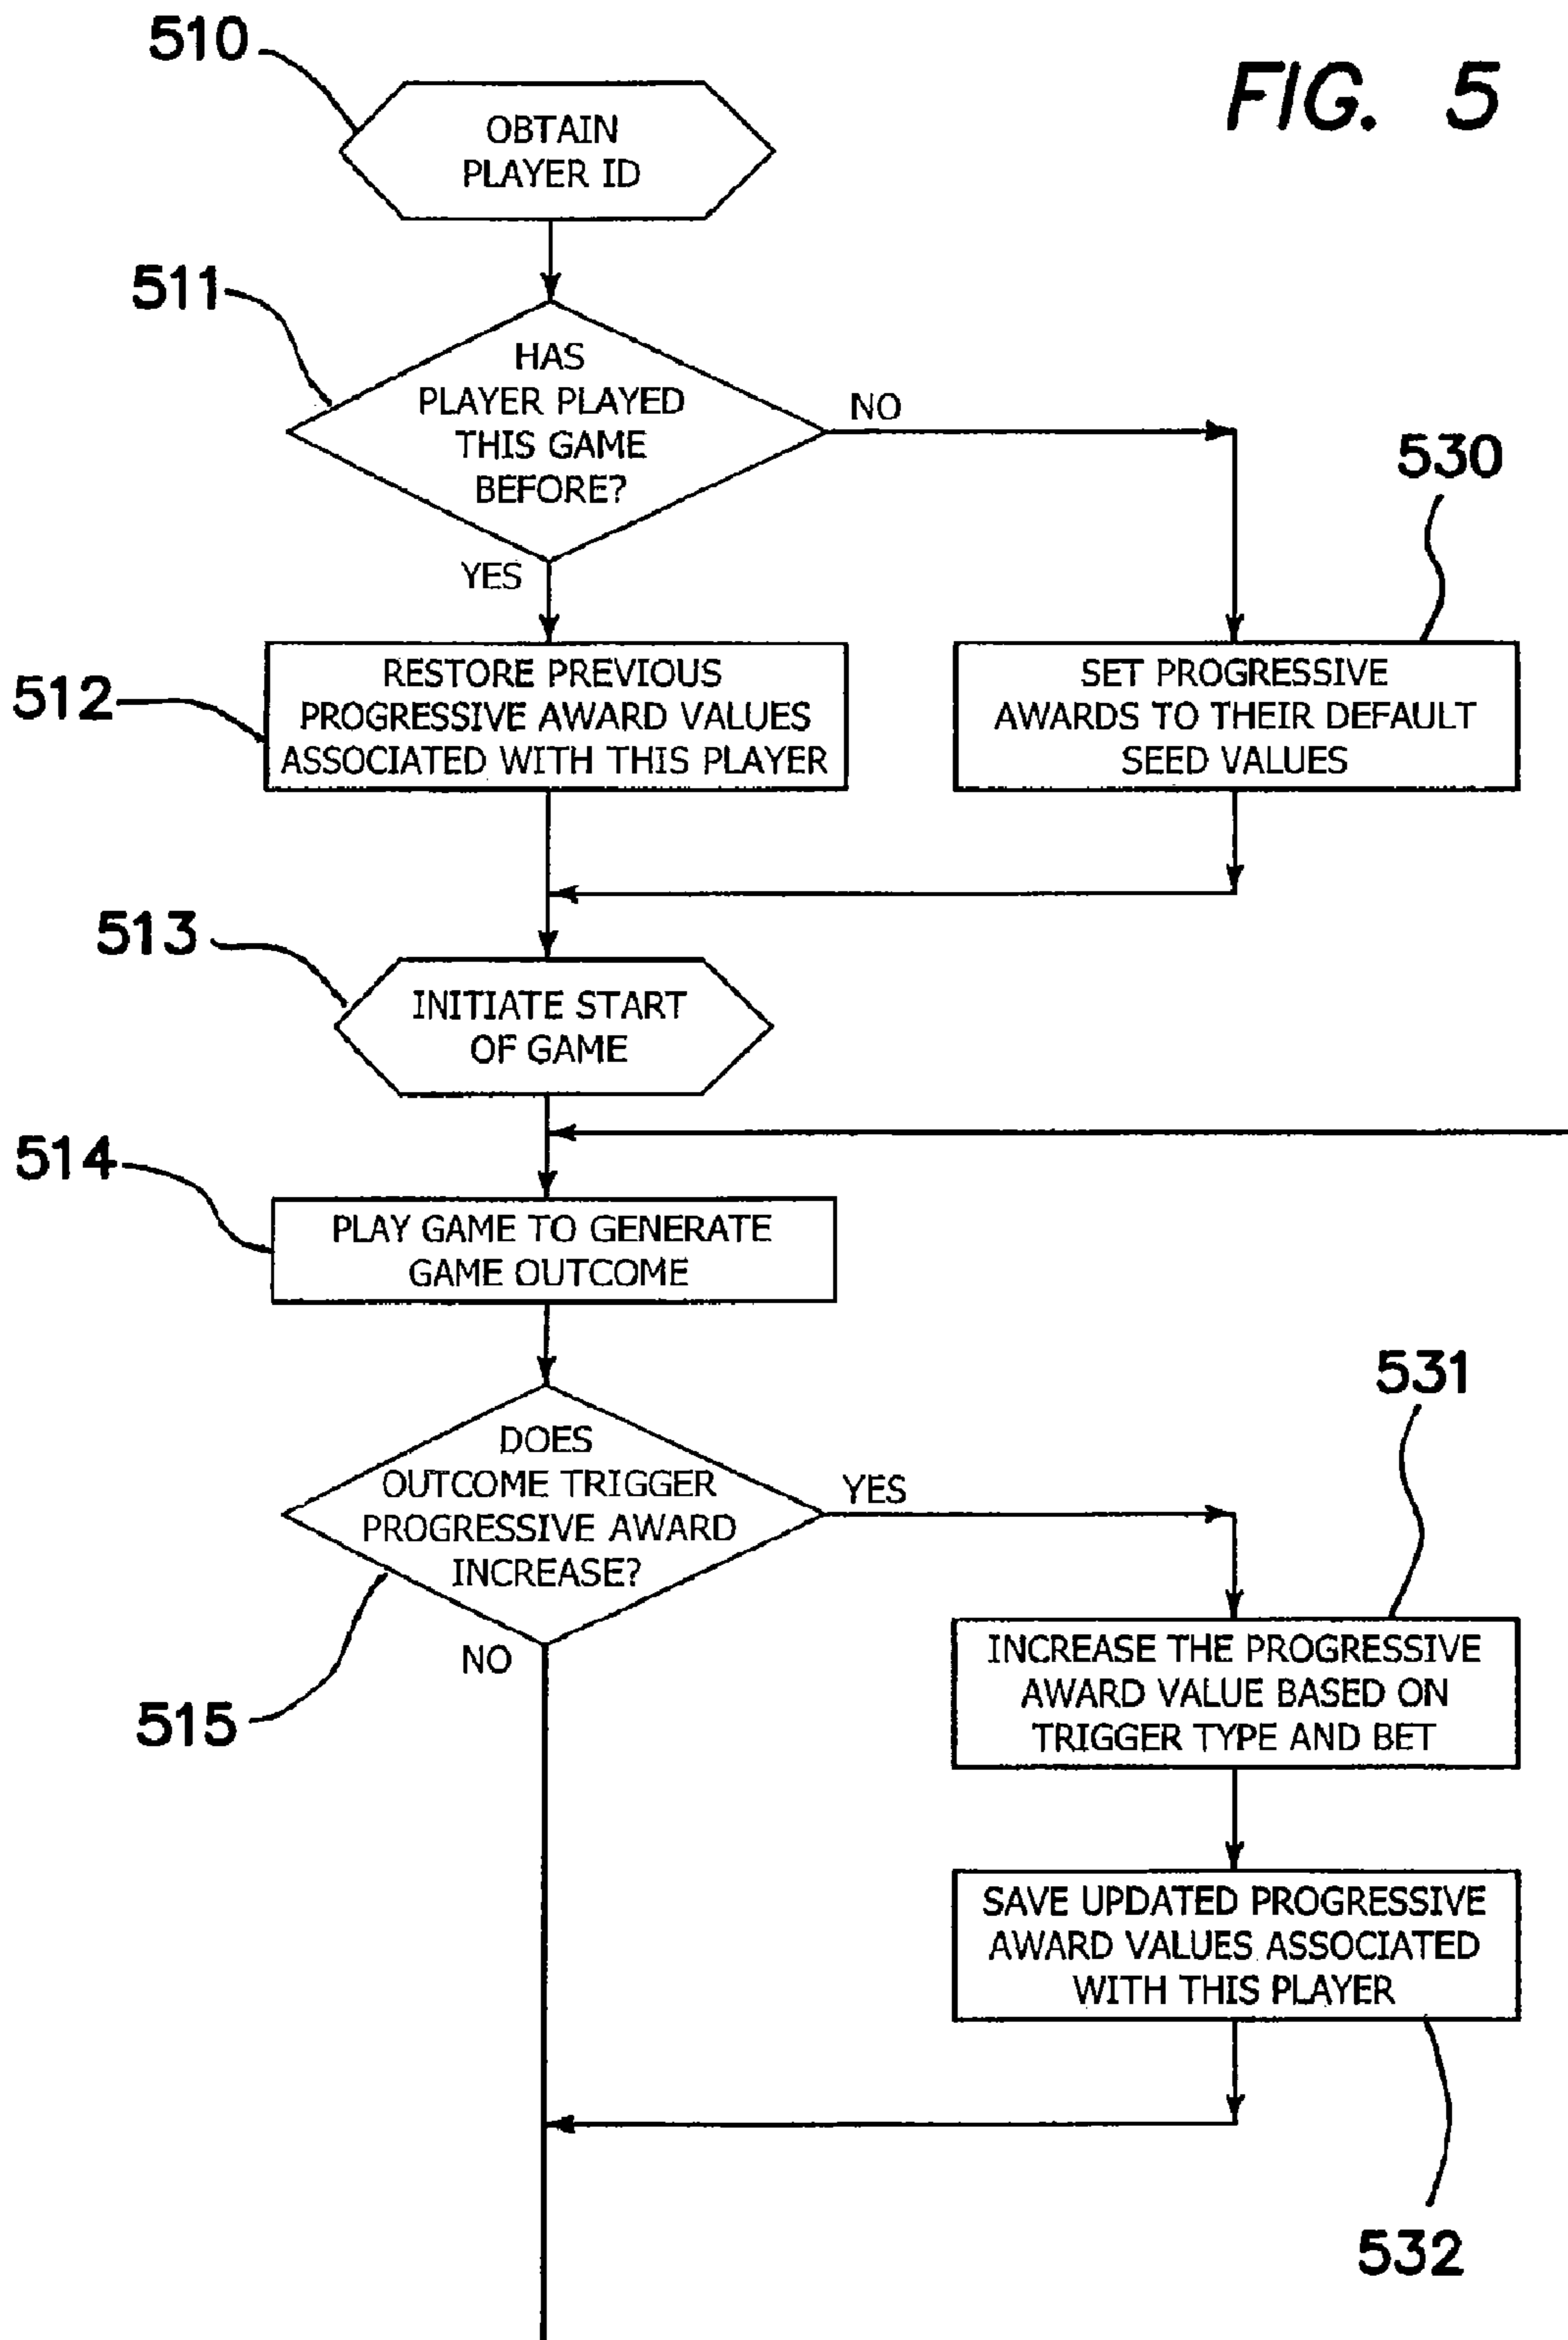 FIG. 5
510
OBTAIN
PLAYER ID
511
HAS
PLAYER PLAYED
THIS GAME
BEFORE?
NO
YES
530
512
RESTORE PREVIOUS
PROGRESSIVE AWARD VALUES
ASSOCIATED WITH THIS PLAYER
SET PROGRESSIVE
AWARDS TO THEIR DEFAULT
SEED VALUES
513
INITIATE START
OF GAME
514
PLAY GAME TO GENERATE
GAME OUTCOME
515
DOES
OUTCOME TRIGGER
PROGRESSIVE AWARD
INCREASE?
YES
NO
531
INCREASE THE PROGRESSIVE
AWARD VALUE BASED ON
TRIGGER TYPE AND BET
SAVE UPDATED PROGRESSIVE
AWARD VALUES ASSOCIATED
WITH THIS PLAYER
532